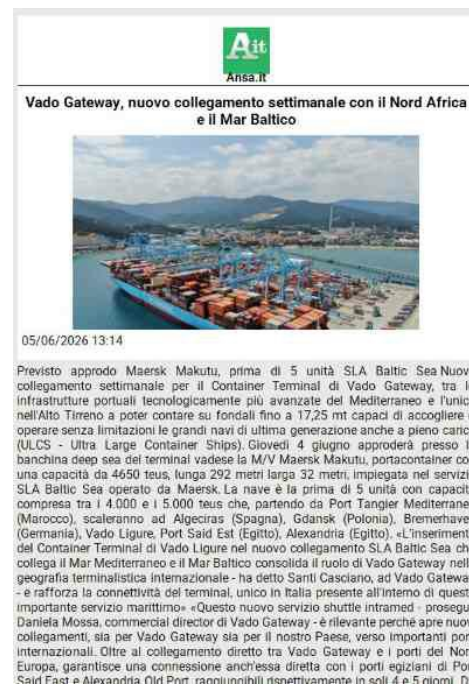 Ait
Ansa.it
Vado Gateway, nuovo collegamento settimanale con il Nord Africa
e il Mar Baltico
05/06/2026 13:14
Previsto approdo Maersk Makutu, prima di 5 unità SLA Baltic Sea Nuov
collegamento settimanale per il Container Terminal di Vado Gateway, tra l
infrastrutture portuali tecnologicamente più avanzate del Mediterraneo e l'unic
nell'Alto Tirreno a poter contare su fondali fino a 17,25 mt capaci di accogliere
operare senza limitazioni le grandi navi di ultima generazione anche a pieno caric
(ULCS - Ultra Large Container Ships). Giovedì 4 giugno approderà presso l
banchina deep sea del terminal vadese la M/V Maersk Makutu, portacontainer co
una capacità da 4650 teus, lunga 292 metri larga 32 metri, impiegata nel servizi
SLA Baltic Sea operato da Maersk. La nave è la prima di 5 unità con capacit
compresa tra i 4.000 e i 5.000 teus che, partendo da Port Tangier Mediterrane
(Marocco), scaleranno ad Algeciras (Spagna), Gdansk (Polonia), Bremerhave
(Germania), Vado Ligure, Port Said Est (Egitto), Alexandria (Egitto). «L'inseriment
del Container Terminal di Vado Ligure nel nuovo collegamento SLA Baltic Sea ch
collega il Mar Mediterraneo e il Mar Baltico consolida il ruolo di Vado Gateway nell
geografia terminalistica internazionale - ha detto Santi Casciano, ad Vado Gatewa
- e rafforza la connettività del terminal, unico in Italia presente all'interno di quest
importante servizio marittimo» «Questo nuovo servizio shuttle intramed - prosegu
Daniela Mossa, commercial director di Vado Gateway - è rilevante perché apre nuov
collegamenti, sia per Vado Gateway sia per il nostro Paese, verso importanti por
internazionali. Oltre al collegamento diretto tra Vado Gateway e i porti del Nor
Europa, garantisce una connessione anch'essa diretta con i porti egiziani di Por
Said East e Alexandria Old Port, raggiungibili rispettivamente in soli 4 e 5 giorni. D